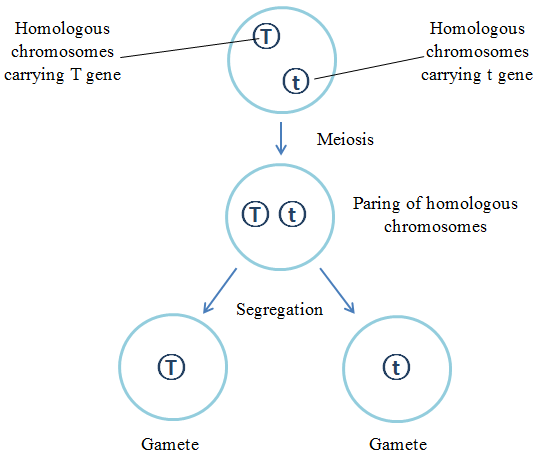 Homologous
chromosomes
carrying T gene
T
t
Homologous
chromosomes
carrying t gene
Meiosis
T t
Paring of homologous
chromosomes
Segregation
T
t
Gamete
Gamete